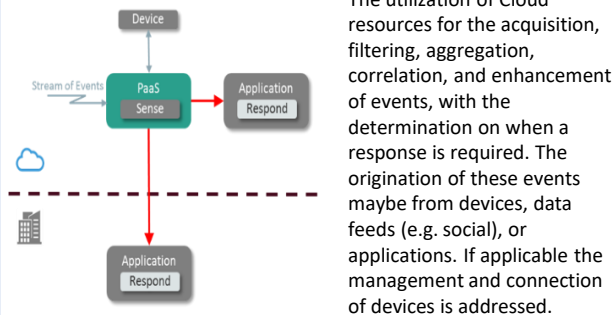 Device
Stream of Events
PaaS
Sense
Application
Respond
Application
Respond
The utilization of Cloud
resources for the acquisition,
filtering, aggregation,
correlation, and enhancement
of events, with the
determination on when a
response is required. The
origination of these events
maybe from devices, data
feeds (e.g. social), or
applications. If applicable the
management and connection
of devices is addressed.